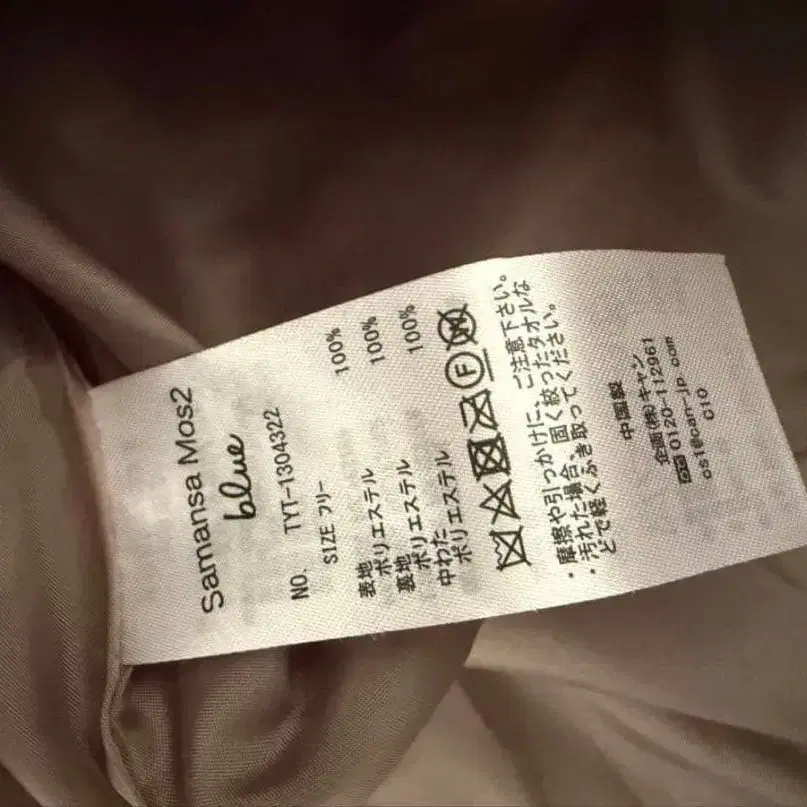 Samansa Mos2
blue
NO. TYT-1304322
SIZE フリー
表地
ポリエステル 100%
裏地
ポリエステル 100%
中わた
ポリエステル 100%
F W
・摩擦や引っかけに、ご注意下さい。
・汚れた場合、固く絞ったタオルな
どで軽くふき取ってください。
中国製
企画(株)キャン
0120-112961
os1@can-jp.com
C10